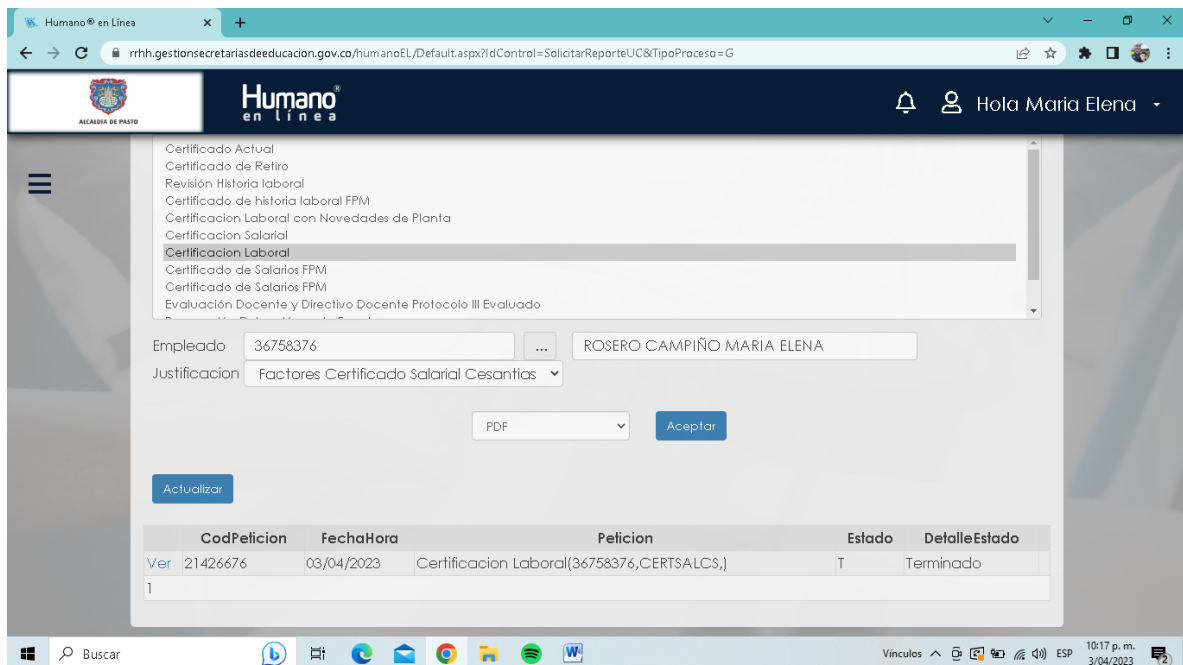 Humano® en Línea
rrhh.gestionsecretariasdeeducacion.gov.co/humanoEL/Default.aspx?IdControl=SolicitarReporteUC&TipoProceso=G
ALCALDÍA DE PASTO
Humano®
en línea
Hola Maria Elena
Certificado Actual
Certificado de Retiro
Revisión Historia laboral
Certificado de historia laboral FPM
Certificacion Laboral con Novedades de Planta
Certificacion Salarial
Certificacion Laboral
Certificado de Salarios FPM
Certificado de Salarios FPM
Evaluación Docente y Directivo Docente Protocolo III Evaluado
Empleado 36758376 ... ROSERO CAMPIÑO MARIA ELENA
Justificacion Factores Certificado Salarial Cesantias
PDF Aceptar
Actualizar
CodPeticion FechaHora Peticion Estado DetalleEstado
Ver 21426676 03/04/2023 Certificacion Laboral(36758376,CERTSALCS,) T Terminado
1
Buscar Vínculos ESP 10:17 p. m.
3/04/2023 2